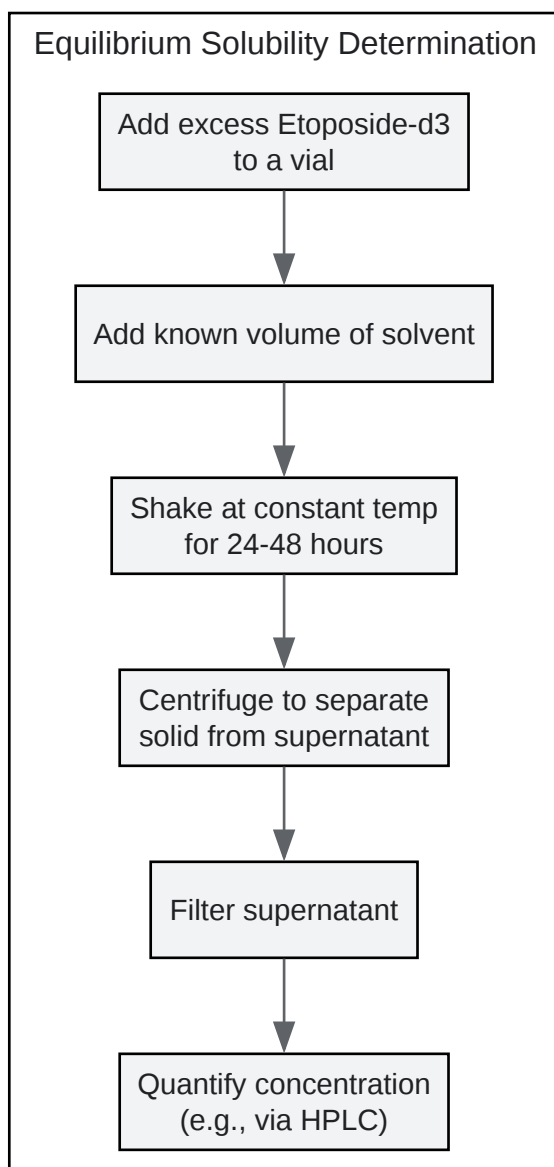 Equilibrium Solubility Determination
Add excess Etoposide-d3
to a vial
Add known volume of solvent
Shake at constant temp
for 24-48 hours
Centrifuge to separate
solid from supernatant
Filter supernatant
Quantify concentration
(e.g., via HPLC)